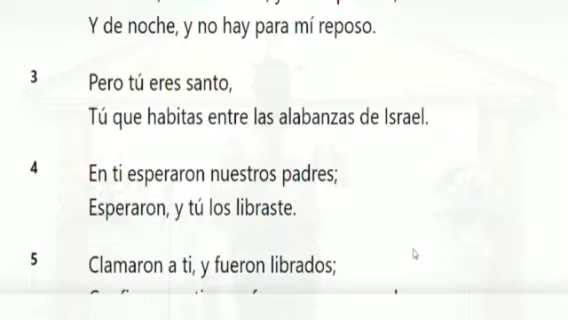 Y de noche, y no hay para mí reposo.
3 Pero tú eres santo,
Tú que habitas entre las alabanzas de Israel.
4 En ti esperaron nuestros padres;
Esperaron, y tú los libraste.
5 Clamaron a ti, y fueron librados;